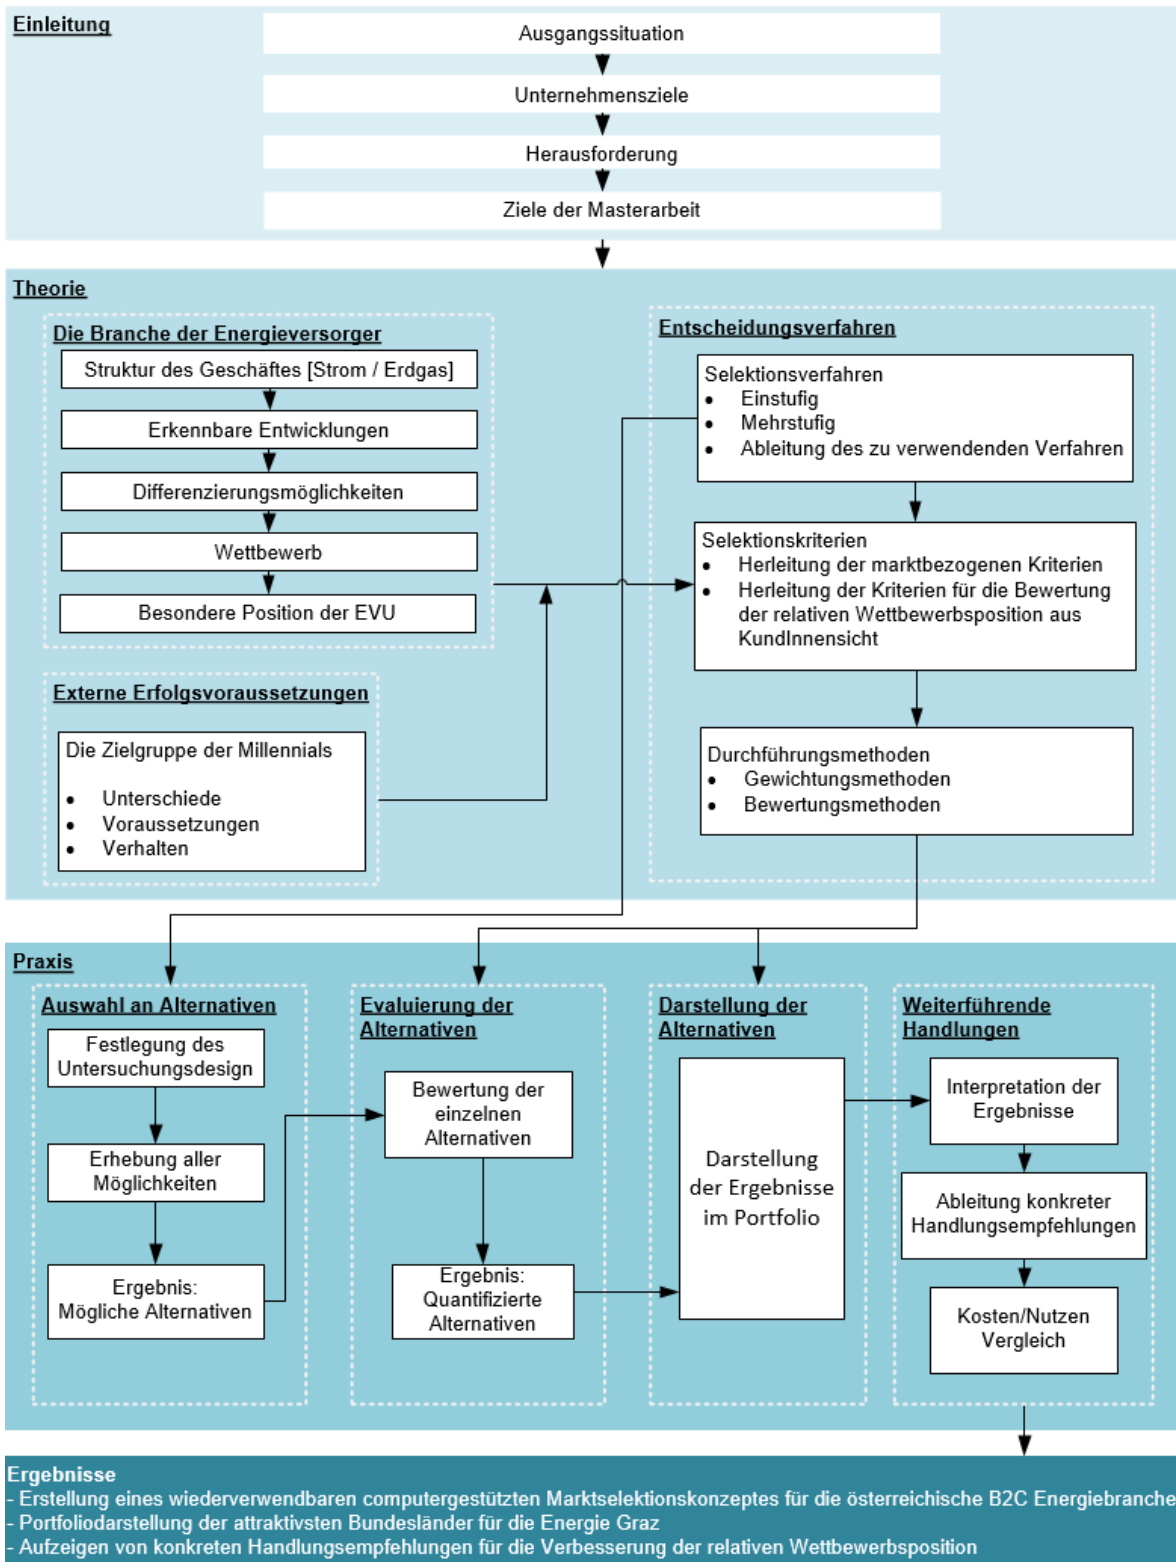 Einleitung
Ausgangssituation
Unternehmensziele
Herausforderung
Ziele der Masterarbeit
Theorie
Die Branche der Energieversorger
Struktur des Geschäftes [Strom / Erdgas]
Erkennbare Entwicklungen
Differenzierungsmöglichkeiten
Wettbewerb
Besondere Position der EVU
Externe Erfolgsvoraussetzungen
Die Zielgruppe der Millennials
• Unterschiede
• Voraussetzungen
• Verhalten
Entscheidungsverfahren
Selektionsverfahren
• Einstufig
• Mehrstufig
• Ableitung des zu verwendenden Verfahren
Selektionskriterien
• Herleitung der marktbezogenen Kriterien
• Herleitung der Kriterien für die Bewertung
der relativen Wettbewerbsposition aus
KundInnensicht
Durchführungsmethoden
• Gewichtungsmethoden
• Bewertungsmethoden
Praxis
Auswahl an Alternativen
Festlegung des
Untersuchungsdesign
Erhebung aller
Möglichkeiten
Ergebnis:
Mögliche Alternativen
Evaluierung der
Alternativen
Bewertung der
einzelnen
Alternativen
Ergebnis:
Quantifizierte
Alternativen
Darstellung der
Alternativen
Darstellung
der Ergebnisse
im Portfolio
Weiterführende
Handlungen
Interpretation der
Ergebnisse
Ableitung konkreter
Handlungsempfehlungen
Kosten/Nutzen
Vergleich
Ergebnisse
- Erstellung eines wiederverwendbaren computergestützten Marktselektionskonzeptes für die österreichische B2C Energiebranche
- Portfoliodarstellung der attraktivsten Bundesländer für die Energie Graz
- Aufzeigen von konkreten Handlungsempfehlungen für die Verbesserung der relativen Wettbewerbsposition